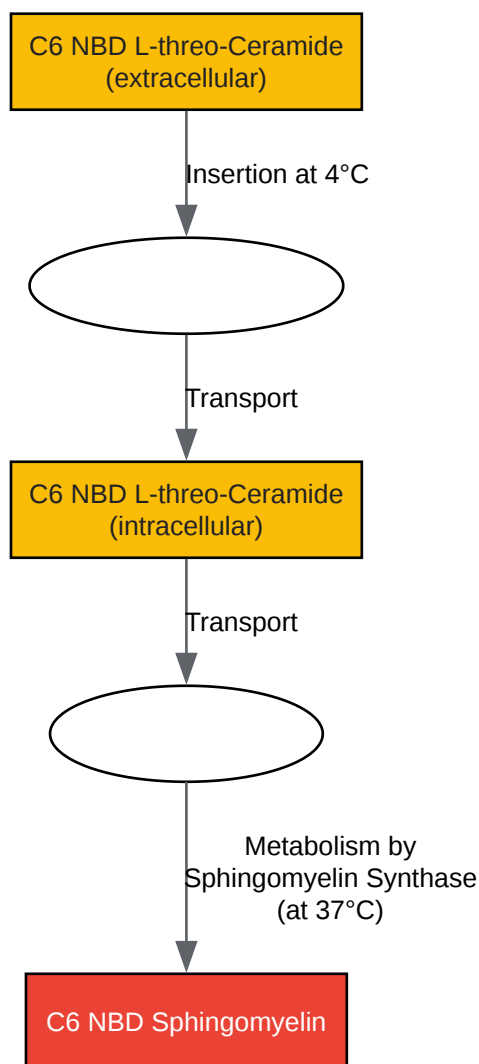 C6 NBD L-threo-Ceramide
(extracellular)
Insertion at 4°C
Transport
C6 NBD L-threo-Ceramide
(intracellular)
Transport
Metabolism by
Sphingomyelin Synthase
(at 37°C)
C6 NBD Sphingomyelin